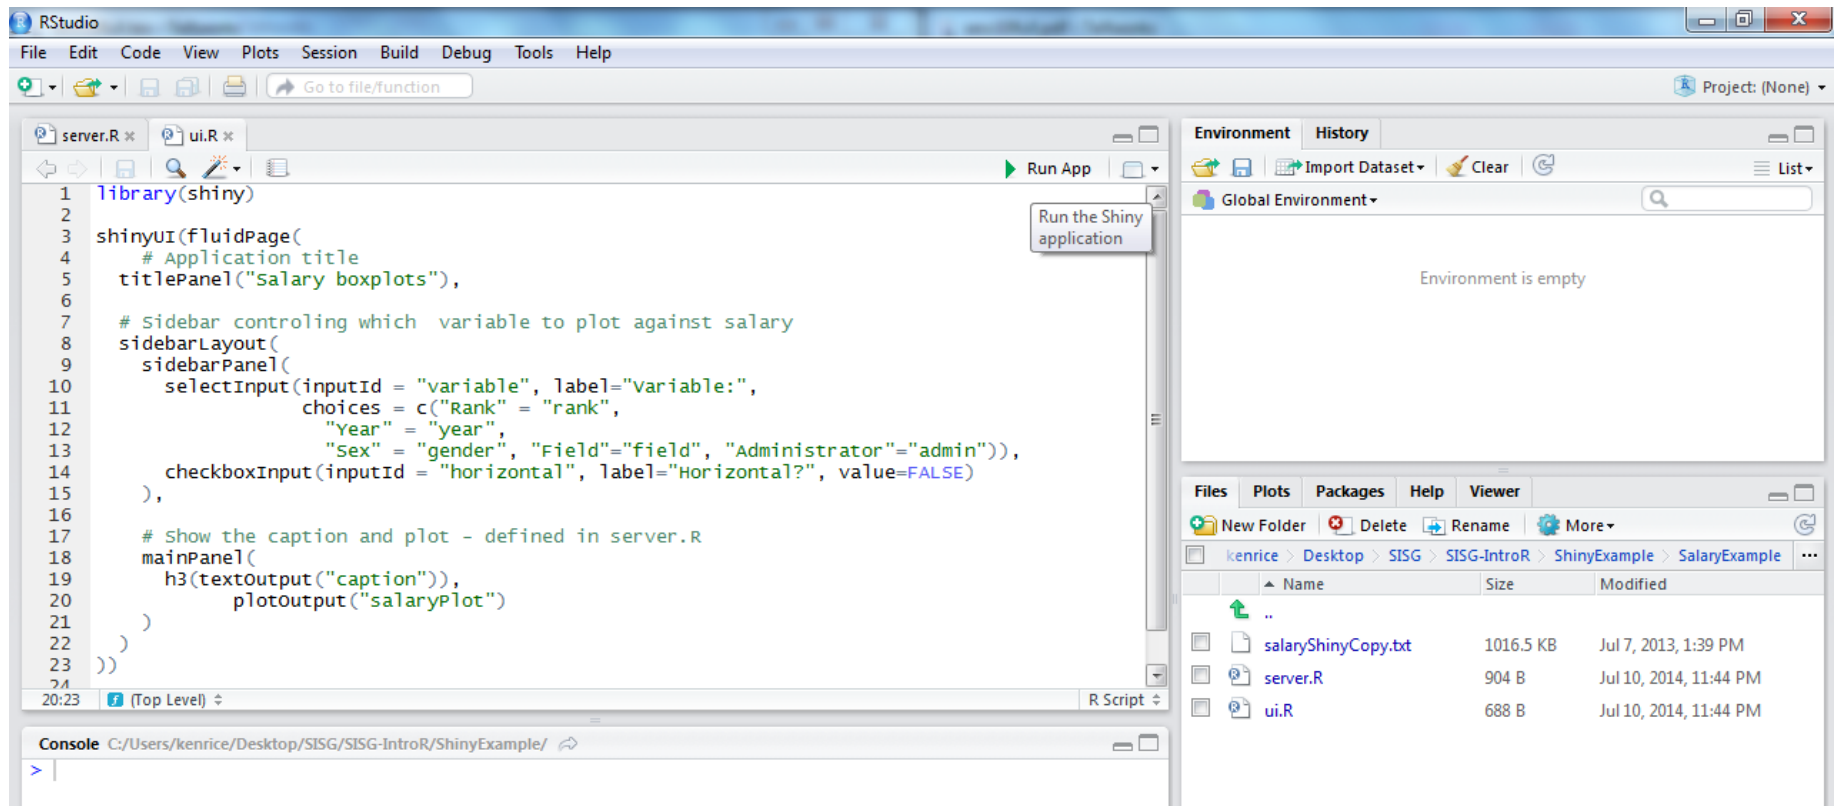 RStudio
File Edit Code View Plots Session Build Debug Tools Help
Go to file/function
Project: (None)
server.R
ui.R
Run App
Run the Shiny
application
1 library(shiny)
2
3 shinyUI(fluidPage(
4     # Application title
5   titlePanel("Salary boxplots"),
6
7   # Sidebar controling which  variable to plot against salary
8   sidebarLayout(
9     sidebarPanel(
10       selectInput(inputId = "variable", label="Variable:",
11                   choices = c("Rank" = "rank",
12                     "Year" = "year",
13                     "Sex" = "gender", "Field"="field", "Administrator"="admin")),
14       checkboxInput(inputId = "horizontal", label="Horizontal?", value=FALSE)
15     ),
16
17     # Show the caption and plot - defined in server.R
18     mainPanel(
19       h3(textOutput("caption")),
20             plotOutput("salaryPlot")
21     )
22   )
23 ))
24
20:23 (Top Level) R Script
Console C:/Users/kenrice/Desktop/SISG/SISG-IntroR/ShinyExample/
>
Environment History
Import Dataset Clear List
Global Environment
Environment is empty
Files Plots Packages Help Viewer
New Folder Delete Rename More
kenrice > Desktop > SISG > SISG-IntroR > ShinyExample > SalaryExample ...
Name Size Modified
..
salaryShinyCopy.txt 1016.5 KB Jul 7, 2013, 1:39 PM
server.R 904 B Jul 10, 2014, 11:44 PM
ui.R 688 B Jul 10, 2014, 11:44 PM